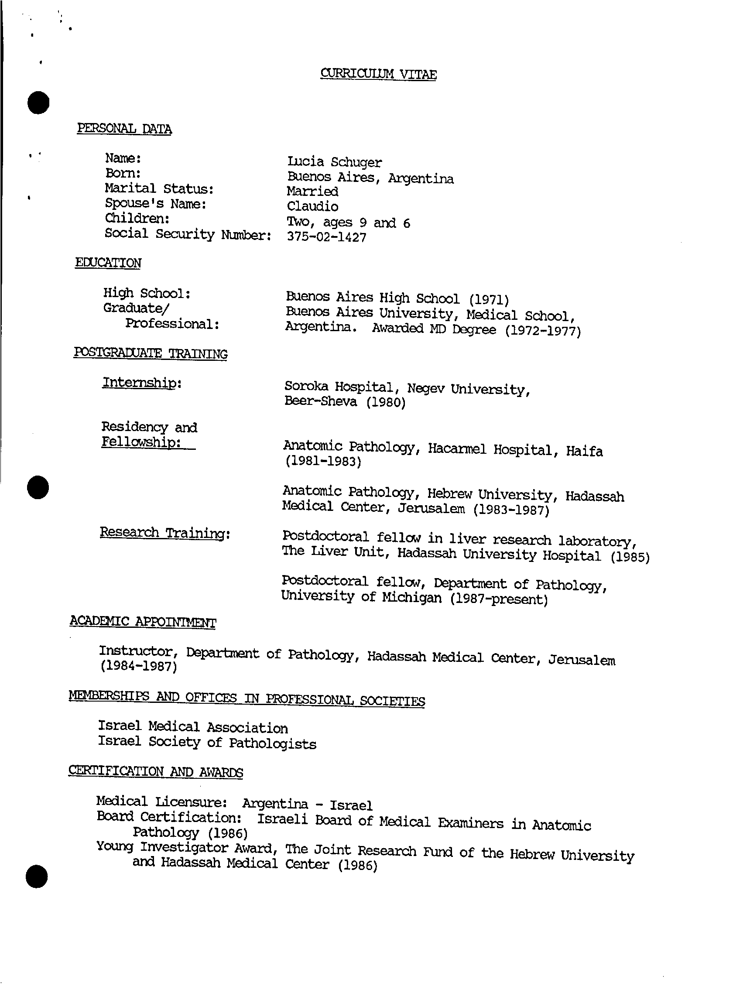 CURRICULUM VITAE
PERSONAL DATA
Name: Lucia Schuger
Born: Buenos Aires, Argentina
Marital Status: Married
Spouse's Name: Claudio
Children: Two, ages 9 and 6
Social Security Number: 375-02-1427
EDUCATION
High School: Buenos Aires High School (1971)
Graduate/ Buenos Aires University, Medical School,
Professional: Argentina. Awarded MD Degree (1972-1977)
POSTGRADUATE TRAINING
Internship: Soroka Hospital, Negev University,
Beer-Sheva (1980)
Residency and
Fellowship: Anatomic Pathology, Hacarmel Hospital, Haifa
(1981-1983)
Anatomic Pathology, Hebrew University, Hadassah
Medical Center, Jerusalem (1983-1987)
Research Training: Postdoctoral fellow in liver research laboratory,
The Liver Unit, Hadassah University Hospital (1985)
Postdoctoral fellow, Department of Pathology,
University of Michigan (1987-present)
ACADEMIC APPOINTMENT
Instructor, Department of Pathology, Hadassah Medical Center, Jerusalem
(1984-1987)
MEMBERSHIPS AND OFFICES IN PROFESSIONAL SOCIETIES
Israel Medical Association
Israel Society of Pathologists
CERTIFICATION AND AWARDS
Medical Licensure: Argentina - Israel
Board Certification: Israeli Board of Medical Examiners in Anatomic
Pathology (1986)
Young Investigator Award, The Joint Research Fund of the Hebrew University
and Hadassah Medical Center (1986)